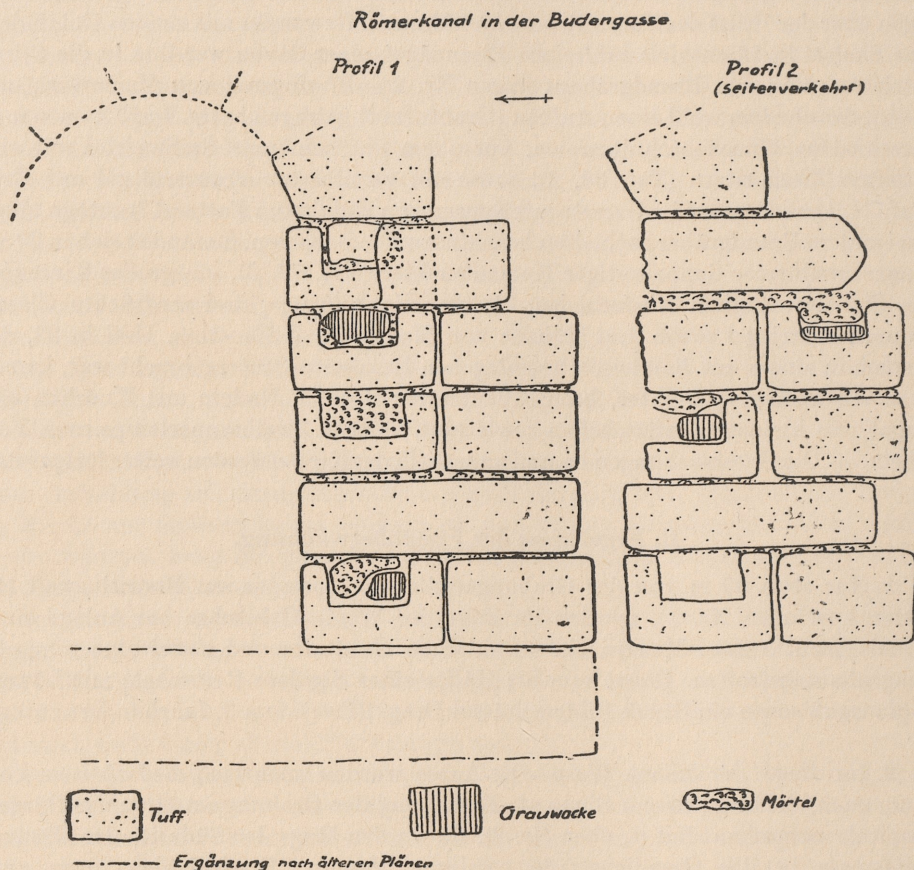 Römerkanal in der Budengasse
Profil 1
Profil 2
(seitenverkehrt)
Tuff
Grauwacke
Mörtel
Ergänzung nach älteren Plänen